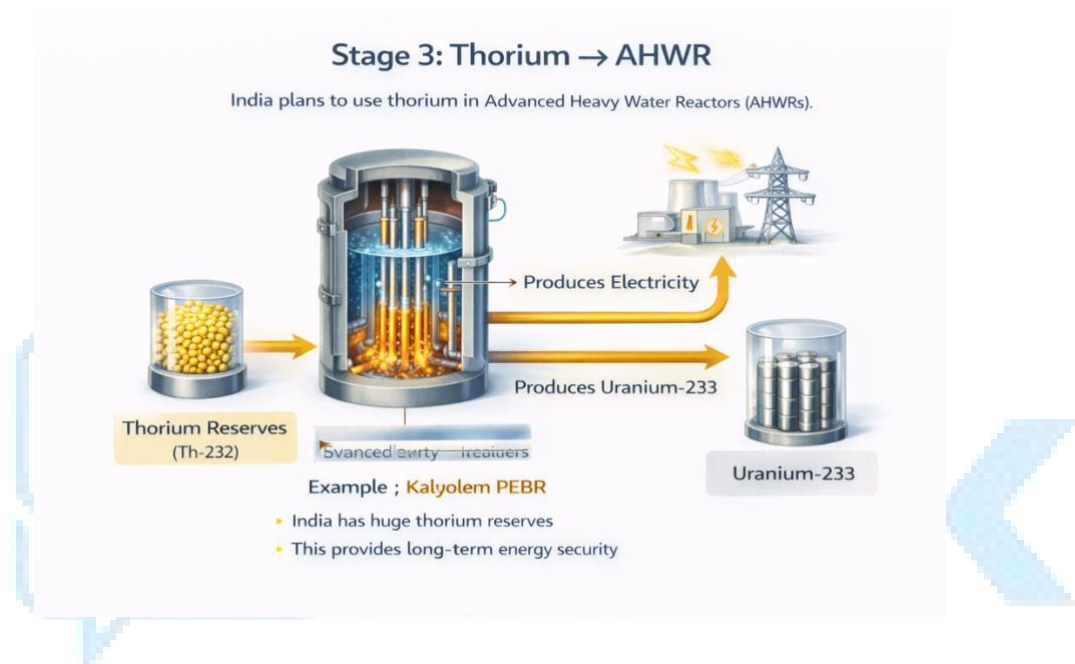 Stage 3: Thorium → AHWR
India plans to use thorium in Advanced Heavy Water Reactors (AHWRs).
Produces Electricity
Produces Uranium-233
Thorium Reserves
(Th-232)
Uranium-233
Example ; Kalyolem PEBR
▸ India has huge thorium reserves
▸ This provides long-term energy security